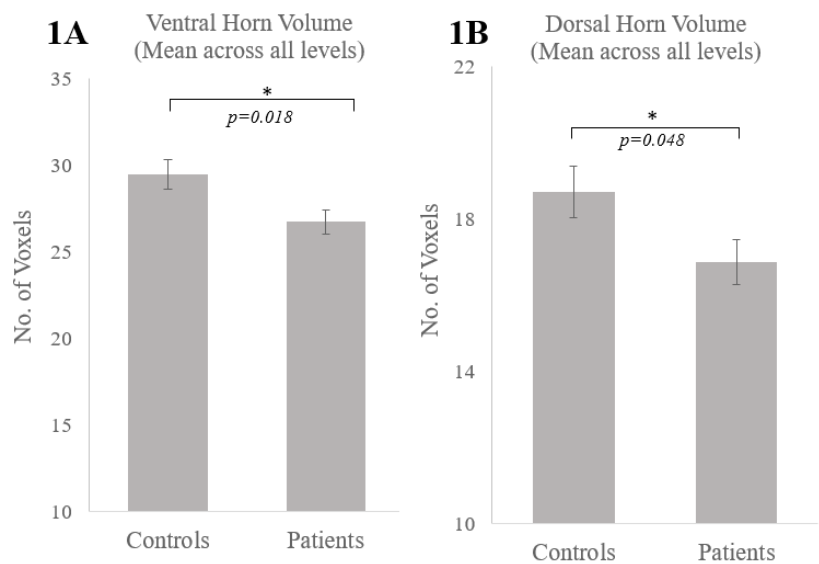 1A
Ventral Horn Volume
(Mean across all levels)
35
30
25
20
15
10
No. of Voxels
*
p=0.018
Controls
Patients
1B
Dorsal Horn Volume
(Mean across all levels)
22
18
14
10
No. of Voxels
*
p=0.048
Controls
Patients